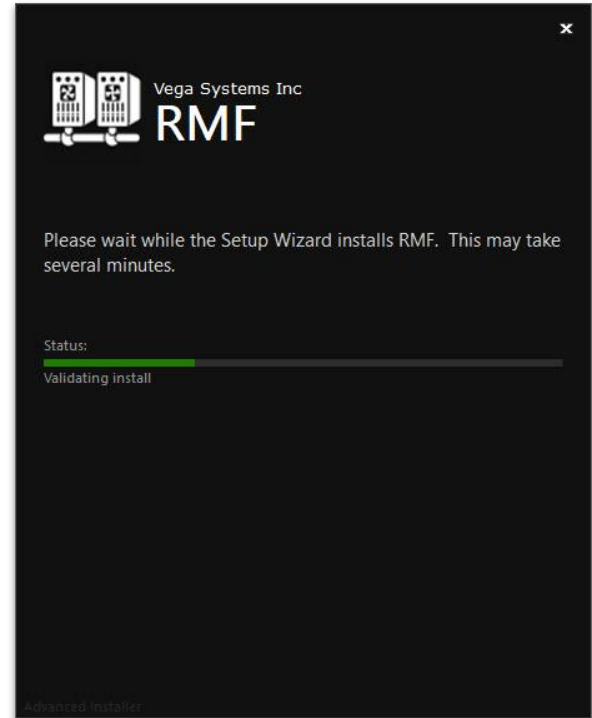 x
Vega Systems Inc
RMF
Please wait while the Setup Wizard installs RMF.  This may take
several minutes.
Status:
Validating install
Advanced Installer